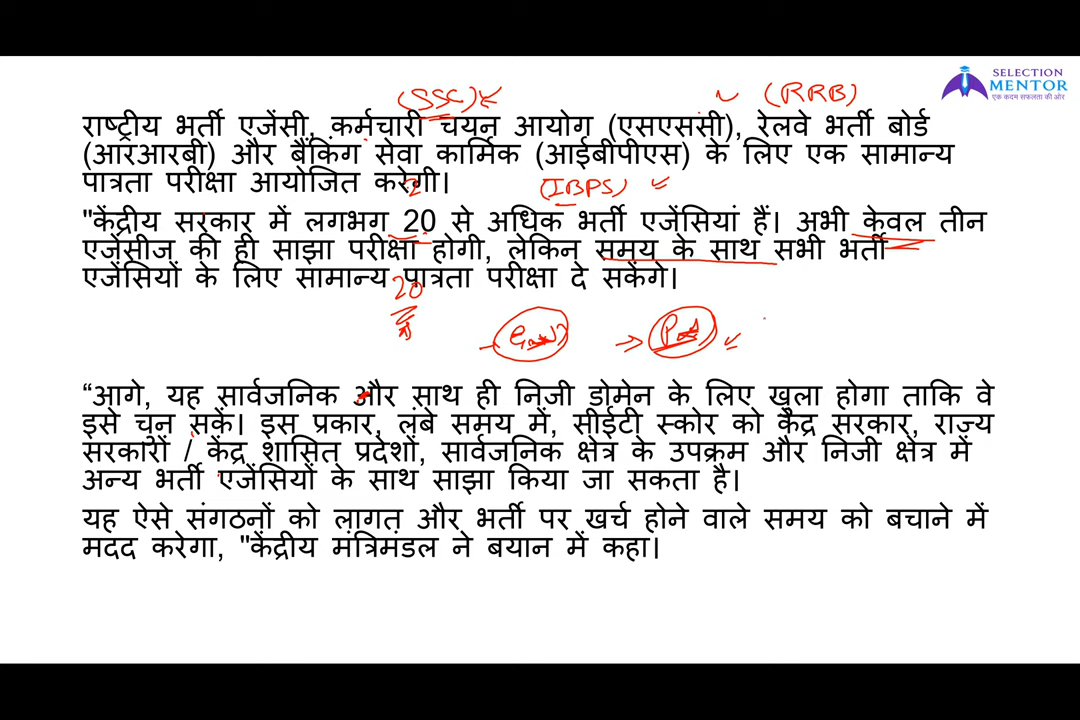 SELECTION
MENTOR
एक कदम सफलता की ओर
(SSC)
(RRB)
राष्ट्रीय भर्ती एजेंसी, कर्मचारी चयन आयोग (एसएससी), रेलवे भर्ती बोर्ड
(आरआरबी) और बैंकिंग सेवा कार्मिक (आईबीपीएस) के लिए एक सामान्य
पात्रता परीक्षा आयोजित करेगी।
(IBPS)
"केंद्रीय सरकार में लगभग 20 से अधिक भर्ती एजेंसियां हैं। अभी केवल तीन
एजेंसीज की ही साझा परीक्षा होगी, लेकिन समय के साथ सभी भर्ती
एजेंसियों के लिए सामान्य पात्रता परीक्षा दे सकेंगे।
20
“आगे, यह सार्वजनिक और साथ ही निजी डोमेन के लिए खुला होगा ताकि वे
इसे चुन सकें। इस प्रकार, लंबे समय में, सीईटी स्कोर को केंद्र सरकार, राज्य
सरकारों / केंद्र शासित प्रदेशों, सार्वजनिक क्षेत्र के उपक्रम और निजी क्षेत्र में
अन्य भर्ती एजेंसियों के साथ साझा किया जा सकता है।
यह ऐसे संगठनों को लागत और भर्ती पर खर्च होने वाले समय को बचाने में
मदद करेगा, "केंद्रीय मंत्रिमंडल ने बयान में कहा।